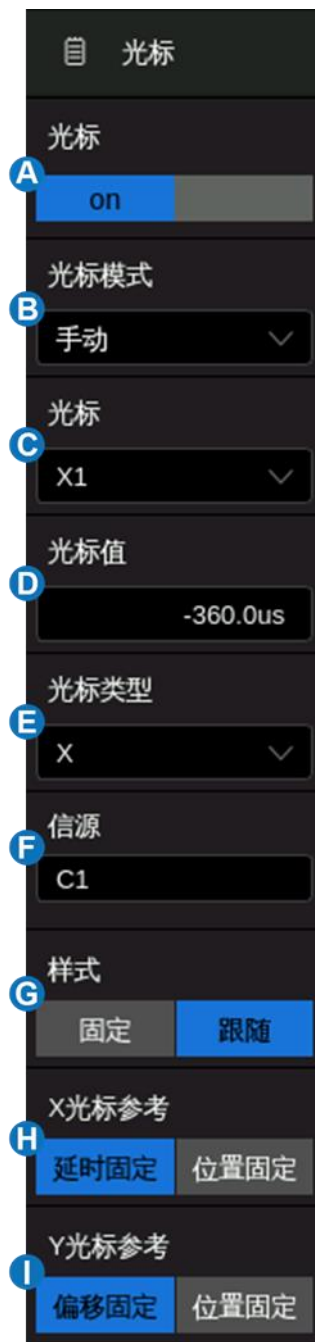 光标
光标
A
on
光标模式
B
手动
光标
C
X1
光标值
D
-360.0us
光标类型
E
X
信源
F
C1
样式
G
固定 跟随
X光标参考
H
延时固定 位置固定
Y光标参考
I
偏移固定 位置固定